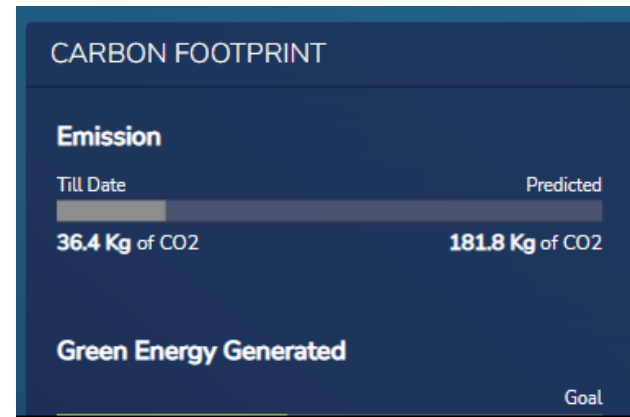 CARBON FOOTPRINT
Emission
Till Date Predicted
36.4 Kg of CO2 181.8 Kg of CO2
Green Energy Generated
Goal